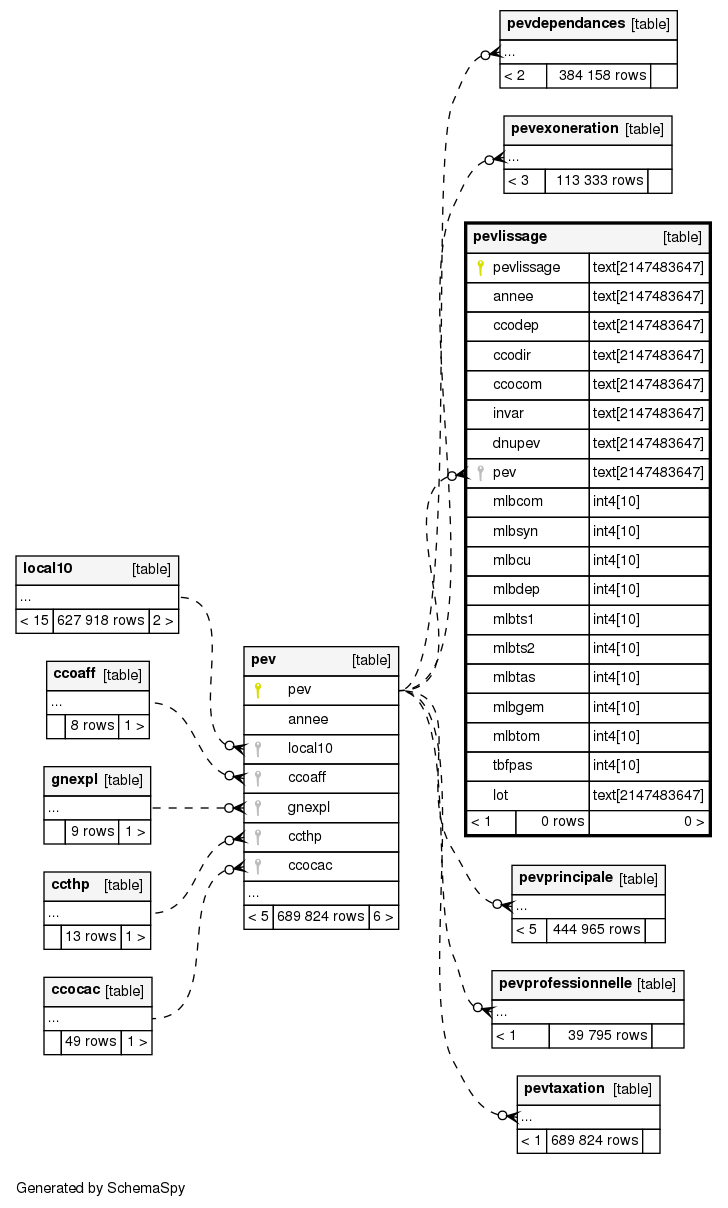 pevdependances [table]
...
< 2 384 158 rows
pevexoneration [table]
...
< 3 113 333 rows
pevlissage [table]
pevlissage text[2147483647]
annee text[2147483647]
ccodep text[2147483647]
ccodir text[2147483647]
ccocom text[2147483647]
invar text[2147483647]
dnupev text[2147483647]
pev text[2147483647]
mlbcom int4[10]
mlbsyn int4[10]
mlbcu int4[10]
mlbdep int4[10]
mlbts1 int4[10]
mlbts2 int4[10]
mlbtas int4[10]
mlbgem int4[10]
mlbtom int4[10]
tbfpas int4[10]
lot text[2147483647]
< 1 0 rows 0 >
local10 [table]
...
< 15 627 918 rows 2 >
ccoaff [table]
...
8 rows 1 >
gnexpl [table]
...
9 rows 1 >
ccthp [table]
...
13 rows 1 >
ccocac [table]
...
49 rows 1 >
pev [table]
pev
annee
local10
ccoaff
gnexpl
ccthp
ccocac
...
< 5 689 824 rows 6 >
pevprincipale [table]
...
< 5 444 965 rows
pevprofessionnelle [table]
...
< 1 39 795 rows
pevtaxation [table]
...
< 1 689 824 rows
Generated by SchemaSpy